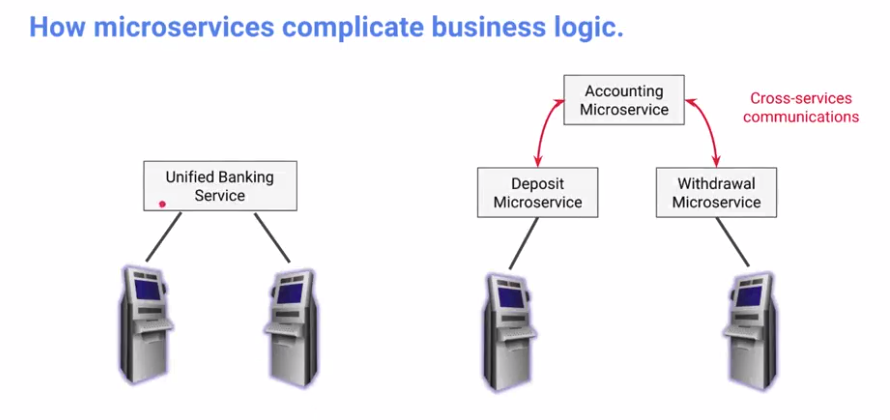 How microservices complicate business logic.
Unified Banking
Service
Accounting
Microservice
Cross-services
communications
Deposit
Microservice
Withdrawal
Microservice